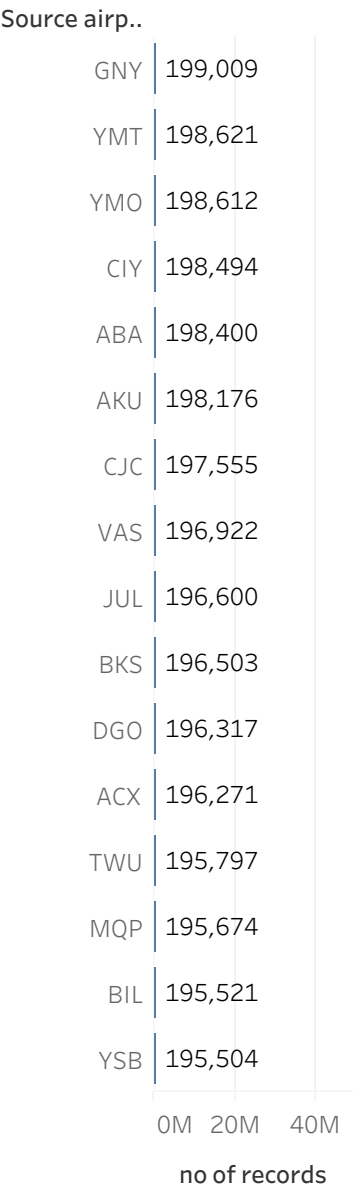 Source airp..
GNY 199,009
YMT 198,621
YMO 198,612
CIY 198,494
ABA 198,400
AKU 198,176
CJC 197,555
VAS 196,922
JUL 196,600
BKS 196,503
DGO 196,317
ACX 196,271
TWU 195,797
MQP 195,674
BIL 195,521
YSB 195,504
0M 20M 40M
no of records